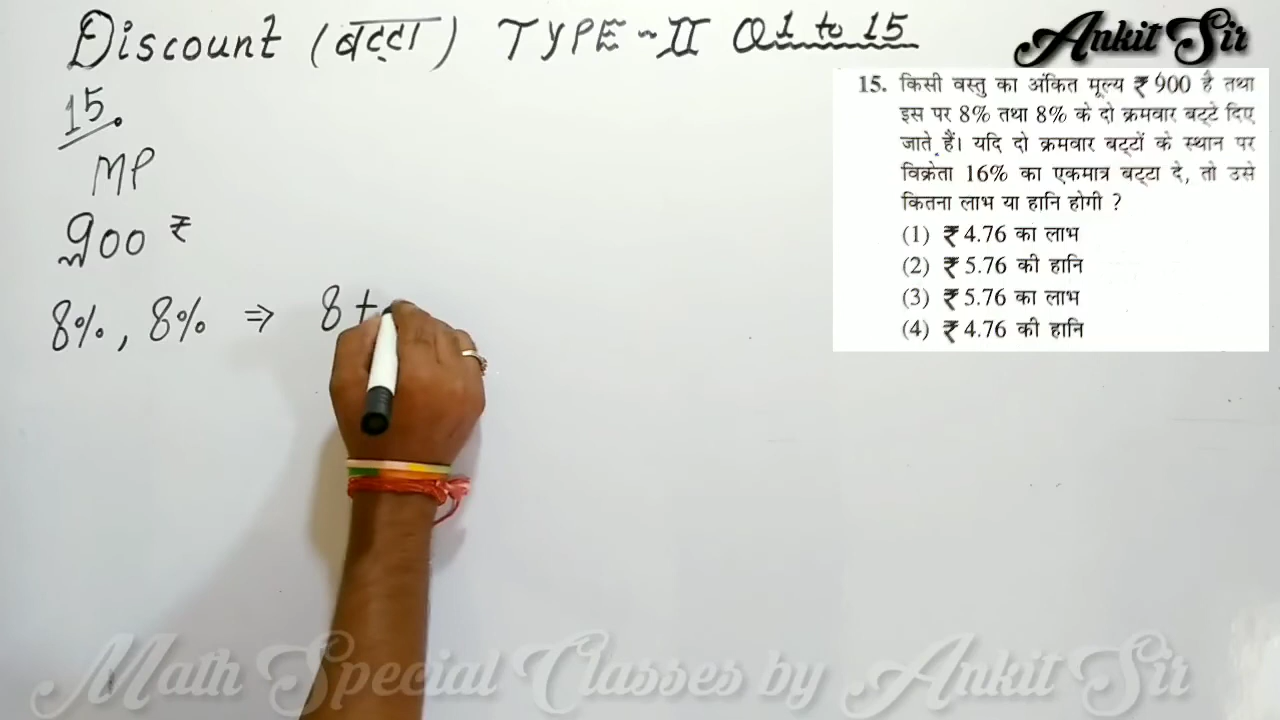 Discount (बट्टा) TYPE-II Q 1 to 15
Ankit Sir
15.
MP
900 ₹
8%, 8% ⇒ 8 +
15. किसी वस्तु का अंकित मूल्य ₹ 900 है तथा
इस पर 8% तथा 8% के दो क्रमवार बट्टे दिए
जाते हैं। यदि दो क्रमवार बट्टों के स्थान पर
विक्रेता 16% का एकमात्र बट्टा दे, तो उसे
कितना लाभ या हानि होगी ?
(1) ₹ 4.76 का लाभ
(2) ₹ 5.76 की हानि
(3) ₹ 5.76 का लाभ
(4) ₹ 4.76 की हानि
Math Special Classes by Ankit Sir